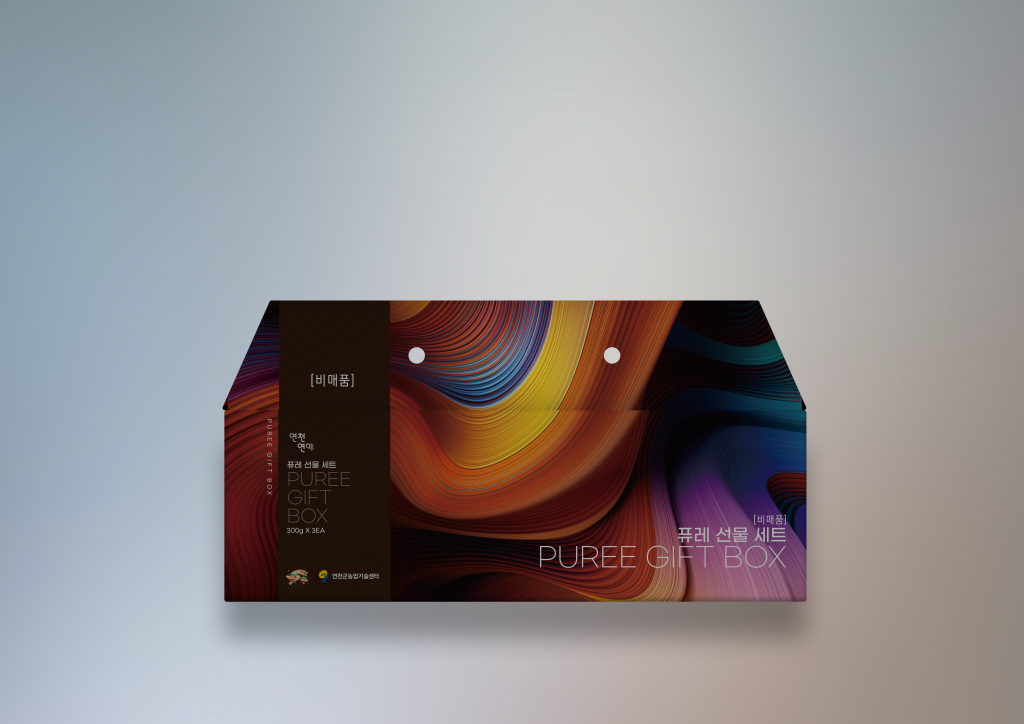 [비매품]
PUREE GIFT BOX
연천
연가
퓨레 선물 세트
PUREE
GIFT
BOX
300g X 3EA
연천군농업기술센터
[비매품]
퓨레 선물 세트
PUREE GIFT BOX